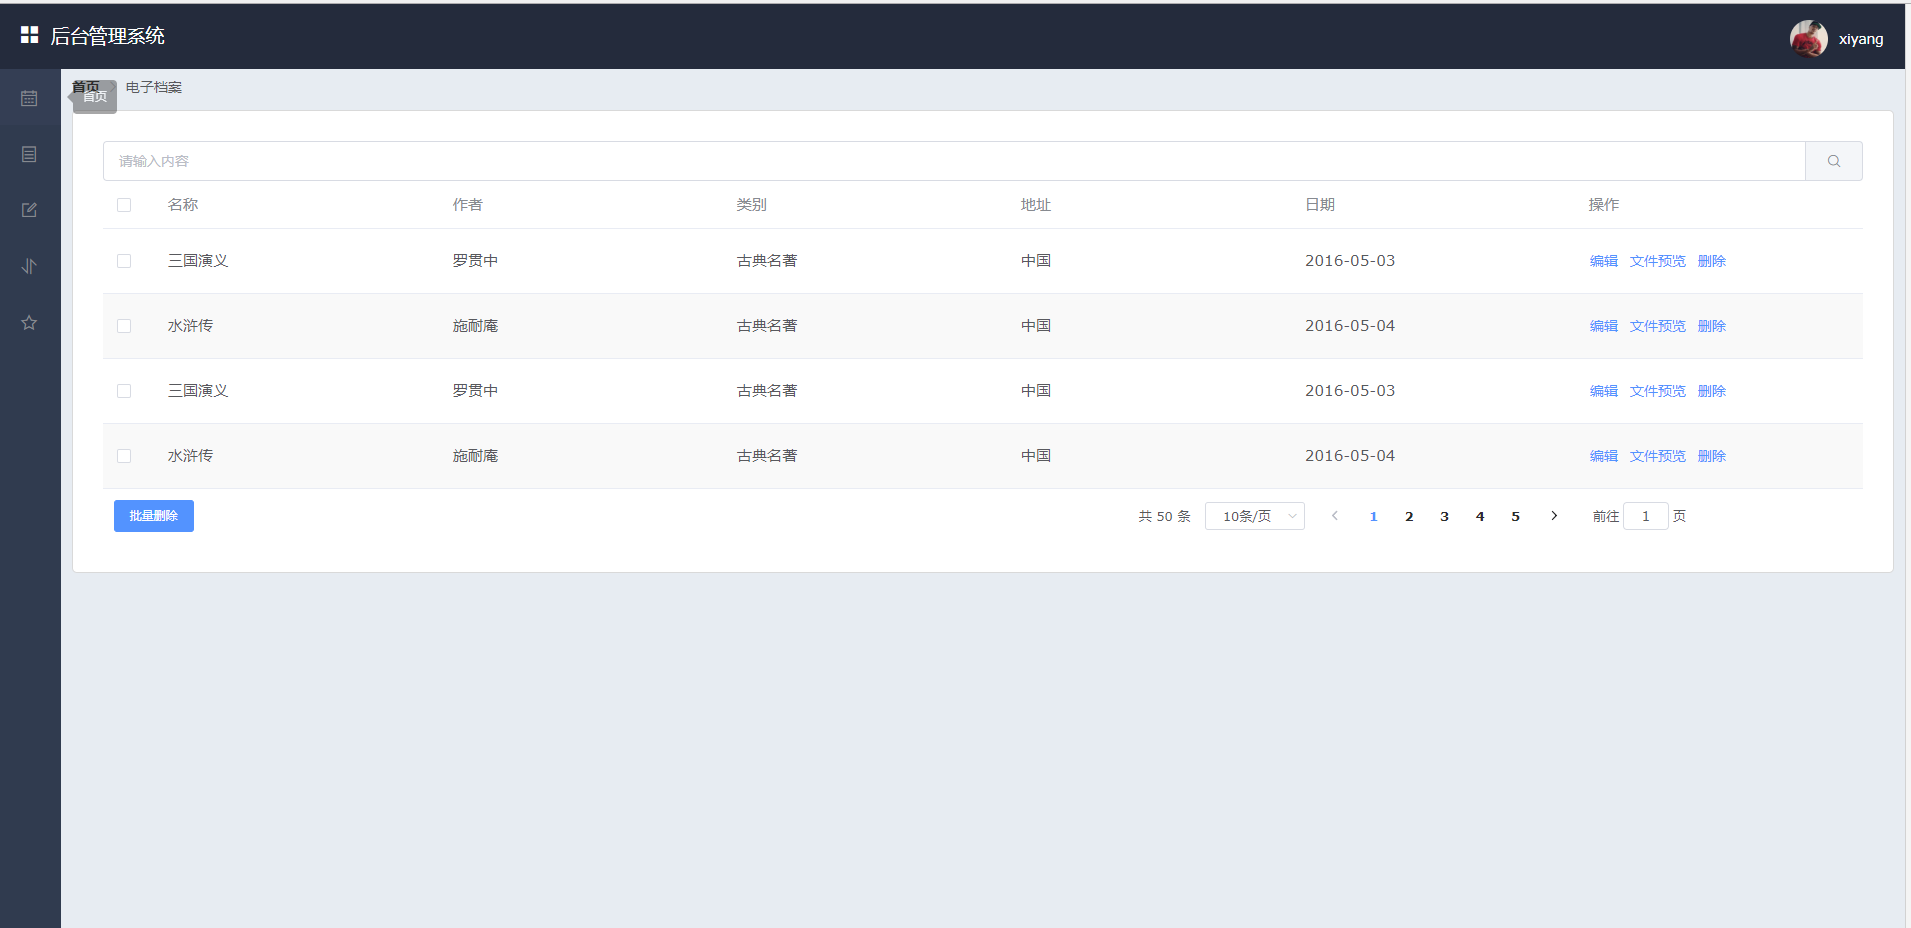 后台管理系统
xiyang
首页 电子档案
首页
请输入内容
名称 作者 类别 地址 日期 操作
三国演义 罗贯中 古典名著 中国 2016-05-03 编辑 文件预览 删除
水浒传 施耐庵 古典名著 中国 2016-05-04 编辑 文件预览 删除
三国演义 罗贯中 古典名著 中国 2016-05-03 编辑 文件预览 删除
水浒传 施耐庵 古典名著 中国 2016-05-04 编辑 文件预览 删除
批量删除 共 50 条 10条/页 1 2 3 4 5 前往 1 页